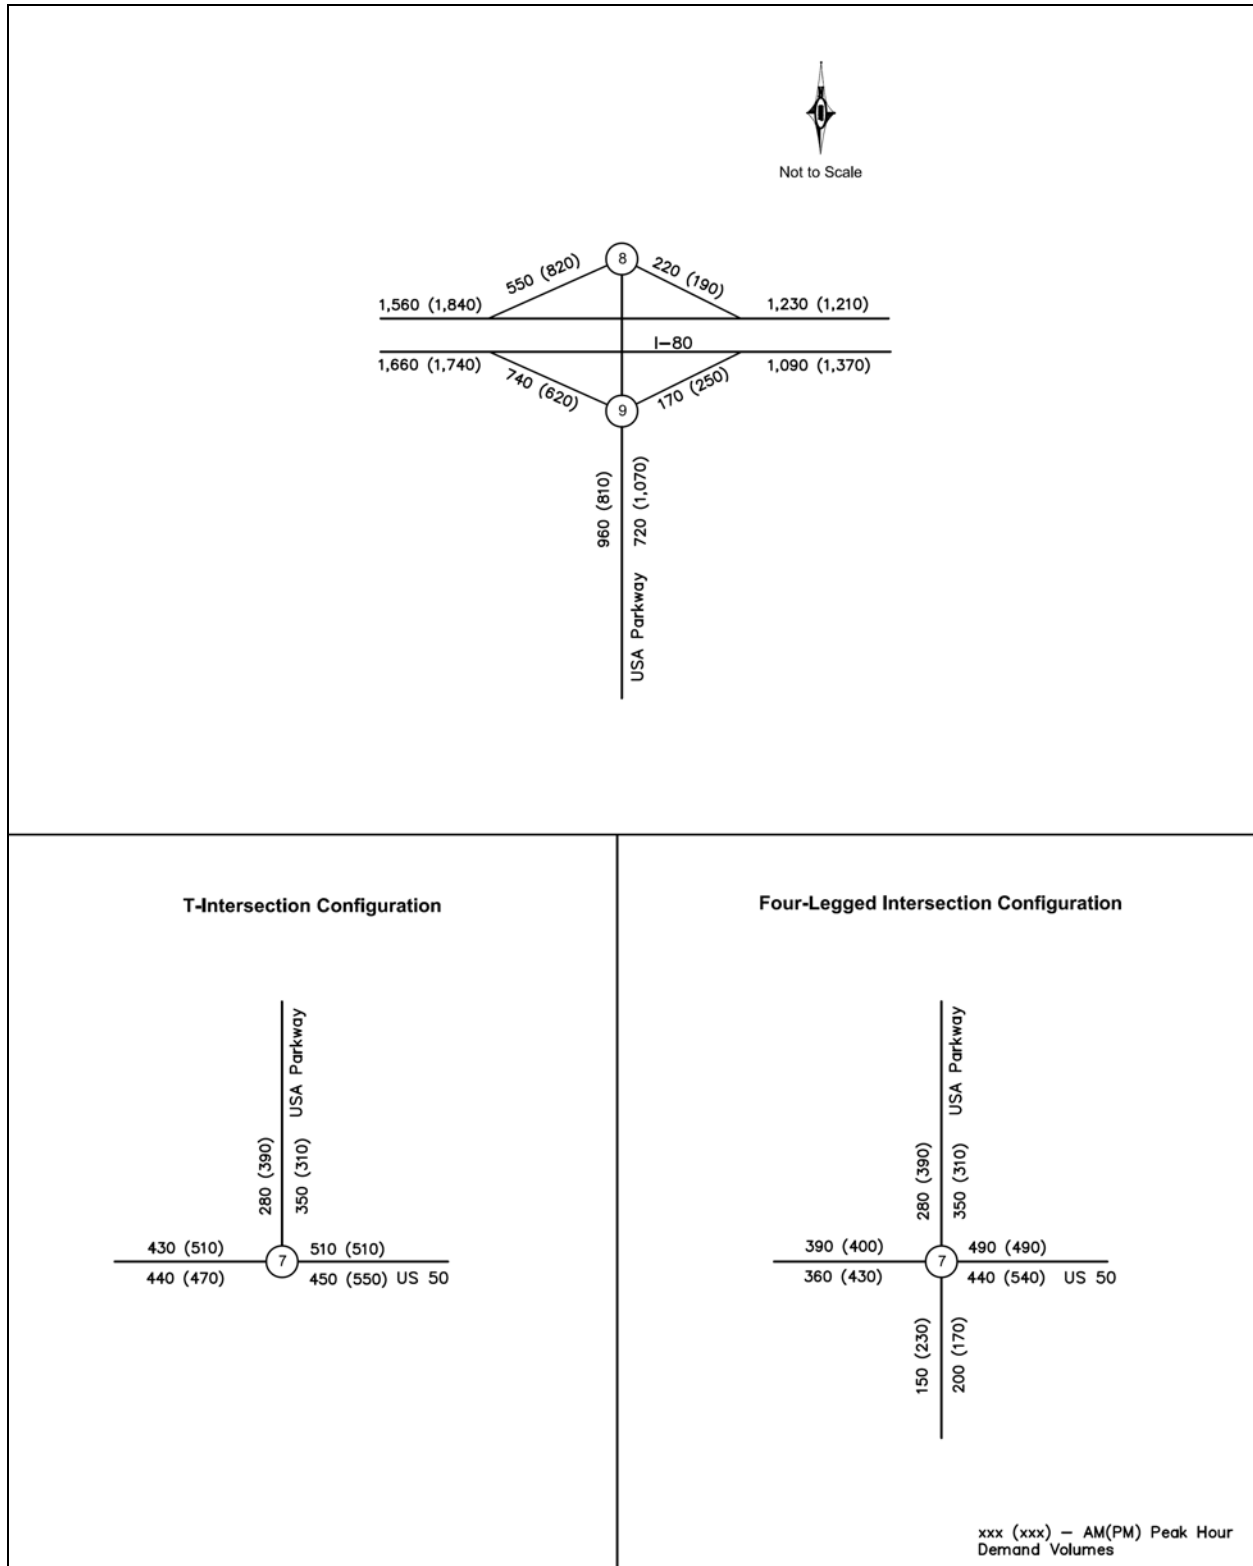 Not to Scale
8
550 (820)
220 (190)
1,560 (1,840)
1,230 (1,210)
I-80
1,660 (1,740)
1,090 (1,370)
740 (620)
170 (250)
9
960 (810)
720 (1,070)
USA Parkway
T-Intersection Configuration
USA Parkway
280 (390)
350 (310)
430 (510)
7
510 (510)
440 (470)
450 (550) US 50
Four-Legged Intersection Configuration
USA Parkway
280 (390)
350 (310)
390 (400)
7
490 (490)
360 (430)
440 (540) US 50
150 (230)
200 (170)
xxx (xxx) – AM(PM) Peak Hour
Demand Volumes